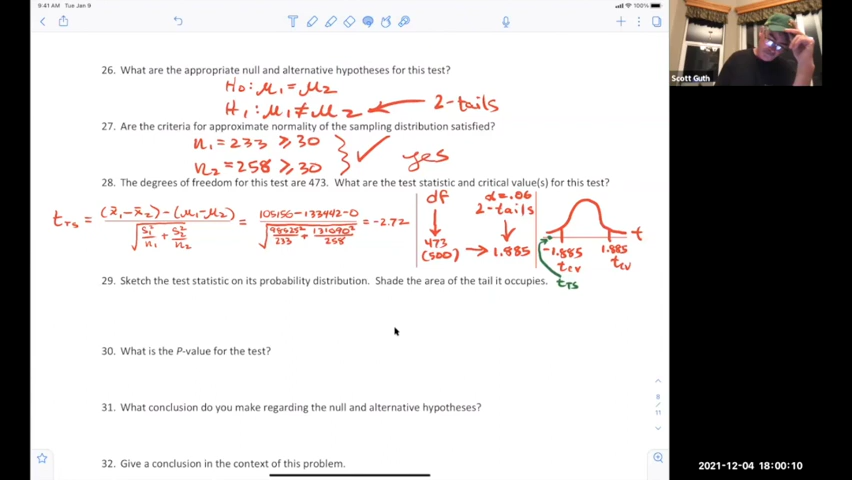 9:41 AM Tue Jan 9
100%
26. What are the appropriate null and alternative hypotheses for this test?
H₀: μ₁ = μ₂
H₁: μ₁ ≠ μ₂ ← 2-tails
27. Are the criteria for approximate normality of the sampling distribution satisfied?
n₁ = 233 ≥ 30
n₂ = 258 ≥ 30 } ✓ yes
28. The degrees of freedom for this test are 473. What are the test statistic and critical value(s) for this test?
t_TS = ((x̄₁ - x̄₂) - (μ₁ - μ₂)) / √(s₁²/n₁ + s₂²/n₂) = (105156 - 133442 - 0) / √(98525²/233 + 131090²/258) = -2.72
df ↓ 473 (500) →
α = .06 2-tails ↓ 1.885
-1.885 t_CV
1.885 t_CV
t
t_TS
29. Sketch the test statistic on its probability distribution. Shade the area of the tail it occupies.
30. What is the P-value for the test?
31. What conclusion do you make regarding the null and alternative hypotheses?
32. Give a conclusion in the context of this problem.
Scott Guth
8
/
11
2021-12-04 18:00:10